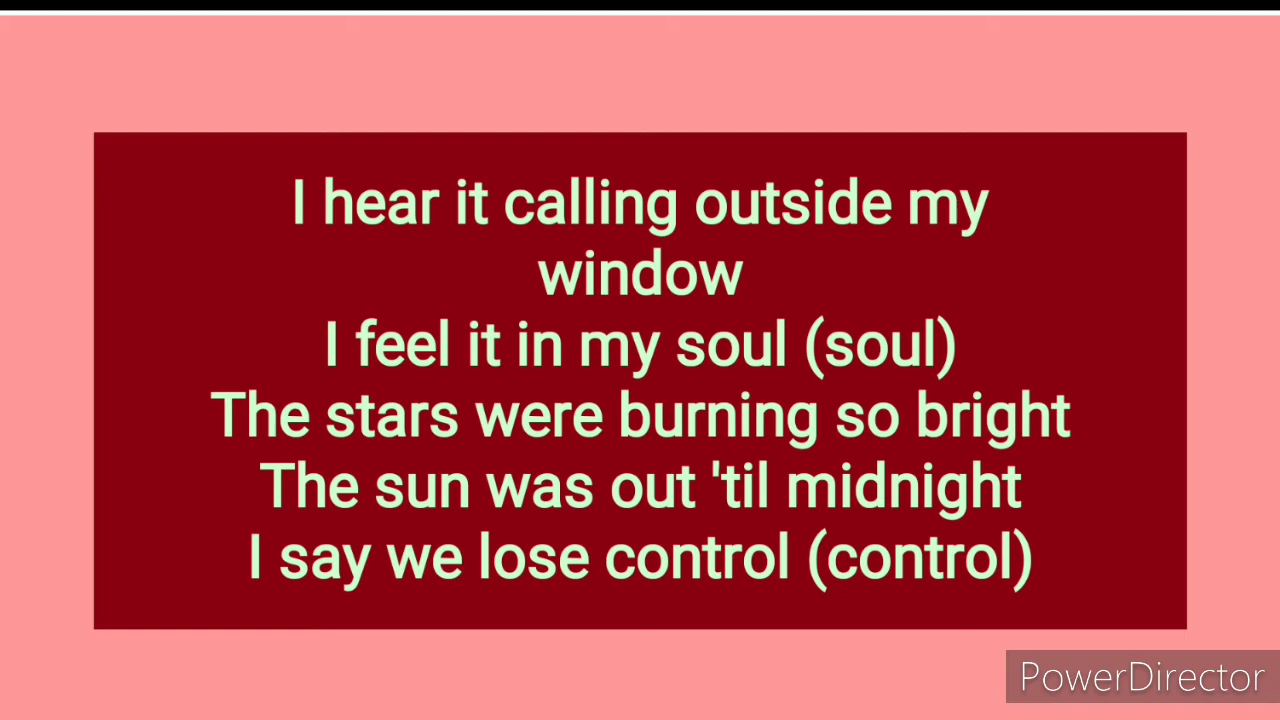 I hear it calling outside my
window
I feel it in my soul (soul)
The stars were burning so bright
The sun was out 'til midnight
I say we lose control (control)
PowerDirector